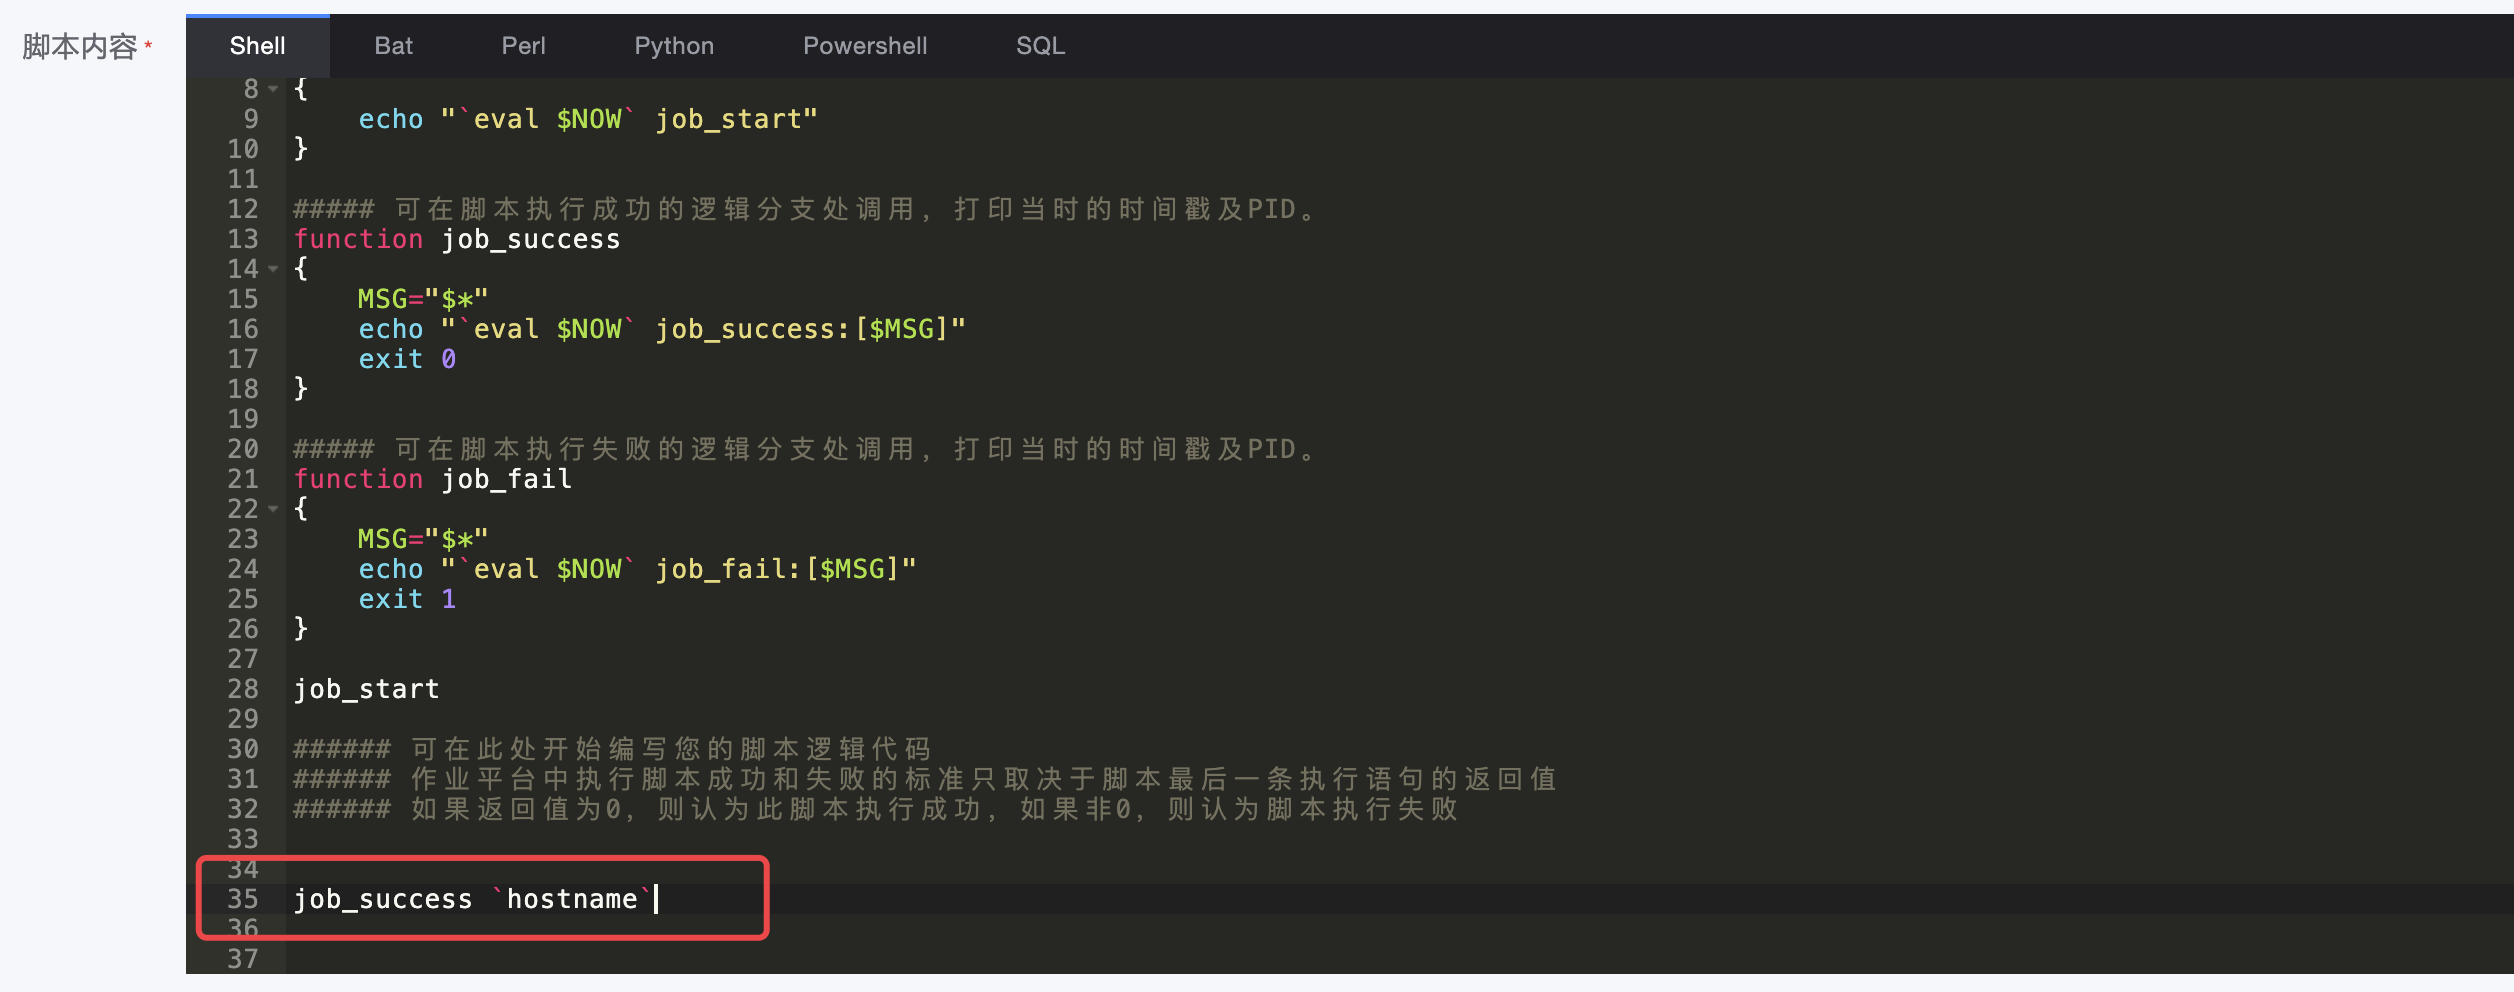 脚本内容 *
Shell Bat Perl Python Powershell SQL
8 {
9     echo "`eval $NOW` job_start"
10 }
11
12 ##### 可在脚本执行成功的逻辑分支处调用，打印当时的时间戳及PID。
13 function job_success
14 {
15     MSG="$*"
16     echo "`eval $NOW` job_success:[$MSG]"
17     exit 0
18 }
19
20 ##### 可在脚本执行失败的逻辑分支处调用，打印当时的时间戳及PID。
21 function job_fail
22 {
23     MSG="$*"
24     echo "`eval $NOW` job_fail:[$MSG]"
25     exit 1
26 }
27
28 job_start
29
30 ###### 可在此处开始编写您的脚本逻辑代码
31 ###### 作业平台中执行脚本成功和失败的标准只取决于脚本最后一条执行语句的返回值
32 ###### 如果返回值为0，则认为此脚本执行成功，如果非0，则认为脚本执行失败
33
34
35 job_success `hostname`
36
37